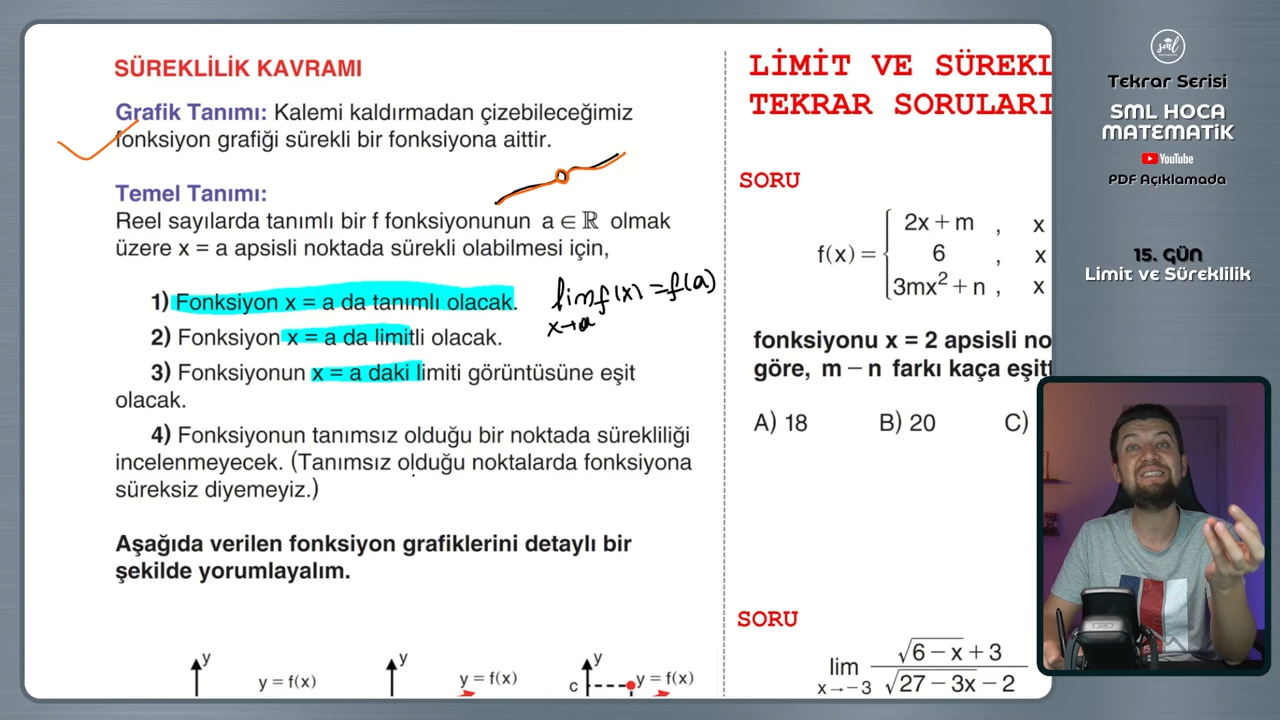 SÜREKLİLİK KAVRAMI
Grafik Tanımı: Kalemi kaldırmadan çizebileceğimiz
fonksiyon grafiği sürekli bir fonksiyona aittir.
Temel Tanımı:
Reel sayılarda tanımlı bir f fonksiyonunun a ∈ ℝ olmak
üzere x = a apsisli noktada sürekli olabilmesi için,
1) Fonksiyon x = a da tanımlı olacak.
2) Fonksiyon x = a da limitli olacak.
3) Fonksiyonun x = a daki limiti görüntüsüne eşit
olacak.
lim f(x) = f(a)
x→a
4) Fonksiyonun tanımsız olduğu bir noktada sürekliliği
incelenmeyecek. (Tanımsız olduğu noktalarda fonksiyona
süreksiz diyemeyiz.)
Aşağıda verilen fonksiyon grafiklerini detaylı bir
şekilde yorumlayalım.
y
y = f(x)
y
y = f(x)
y
c
y = f(x)
LİMİT VE SÜREKL
TEKRAR SORULARI
SORU
2x + m , x
f(x) = 6 , x
3mx² + n , x
fonksiyonu x = 2 apsisli no
göre, m − n farkı kaça eşit
A) 18 B) 20 C)
SORU
√6 − x + 3
lim
x→−3
√27 − 3x − 2
sml
Tekrar Serisi
SML HOCA
MATEMATİK
YouTube
PDF Açıklamada
15. GÜN
Limit ve Süreklilik